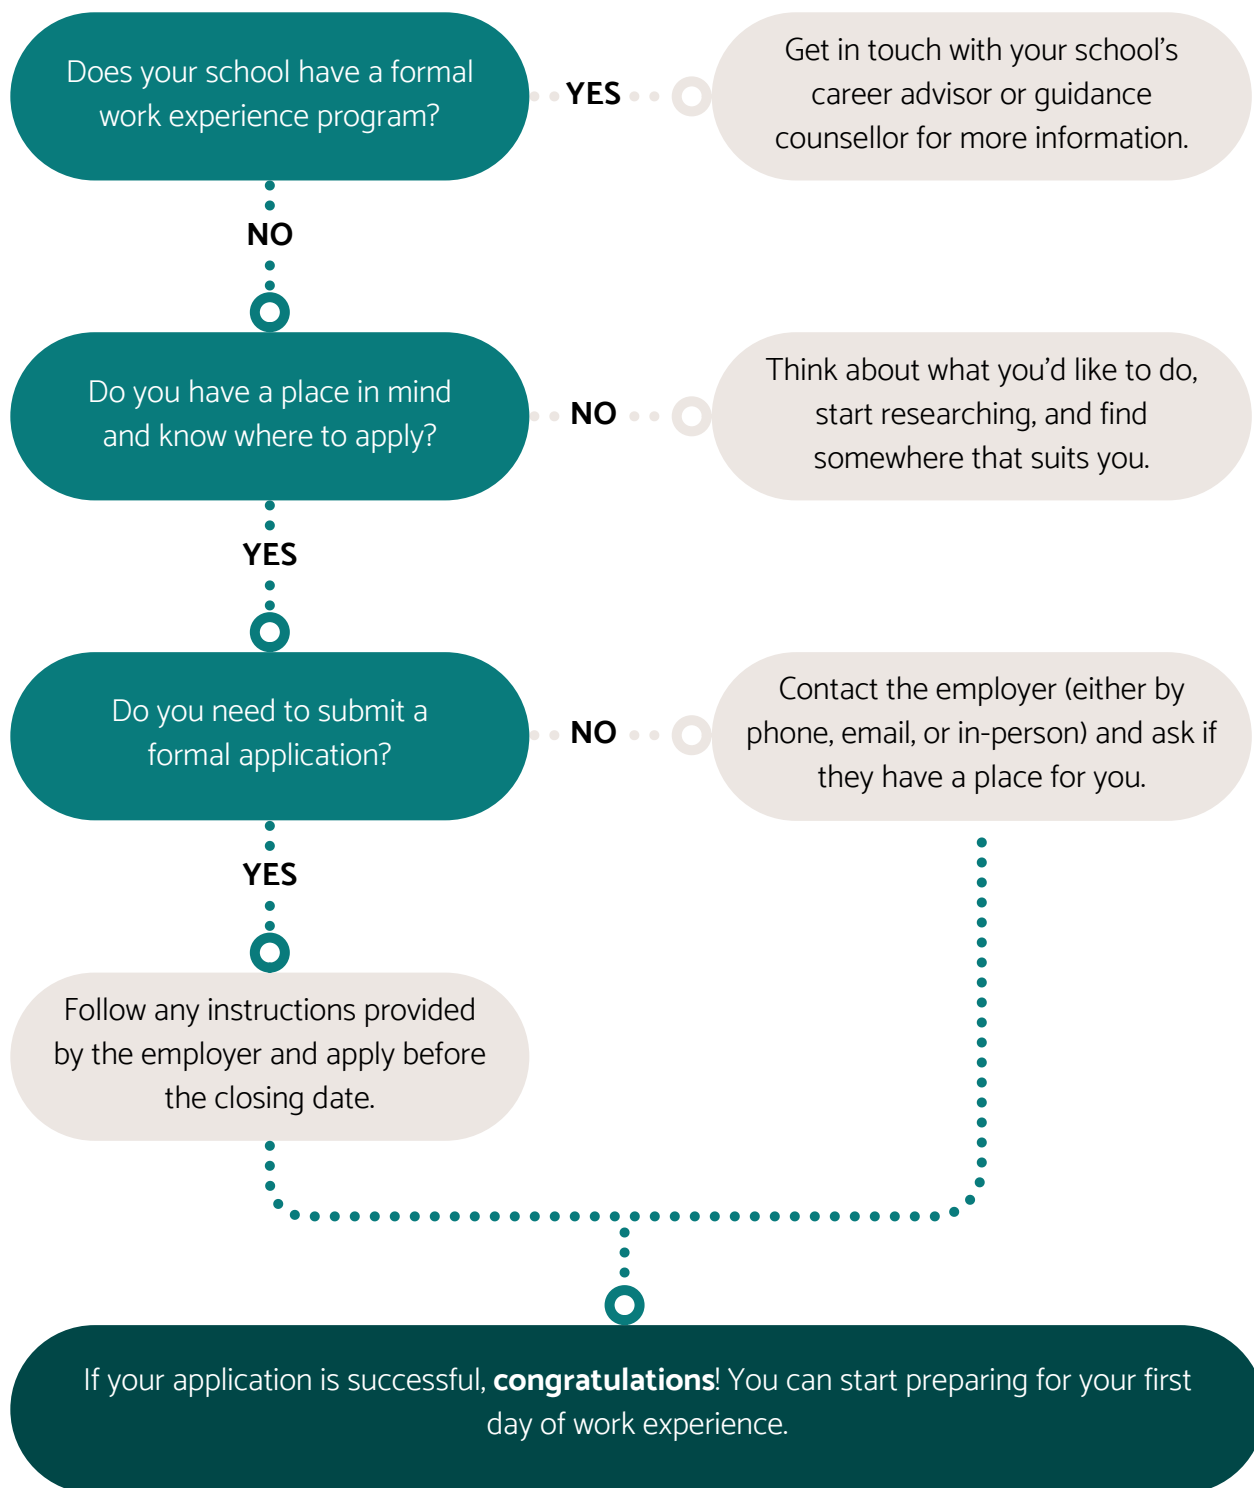 Does your school have a formal
work experience program?
YES
Get in touch with your school’s
career advisor or guidance
counsellor for more information.
NO
Do you have a place in mind
and know where to apply?
NO
Think about what you’d like to do,
start researching, and find
somewhere that suits you.
YES
Do you need to submit a
formal application?
NO
Contact the employer (either by
phone, email, or in-person) and ask if
they have a place for you.
YES
Follow any instructions provided
by the employer and apply before
the closing date.
If your application is successful, congratulations! You can start preparing for your first
day of work experience.